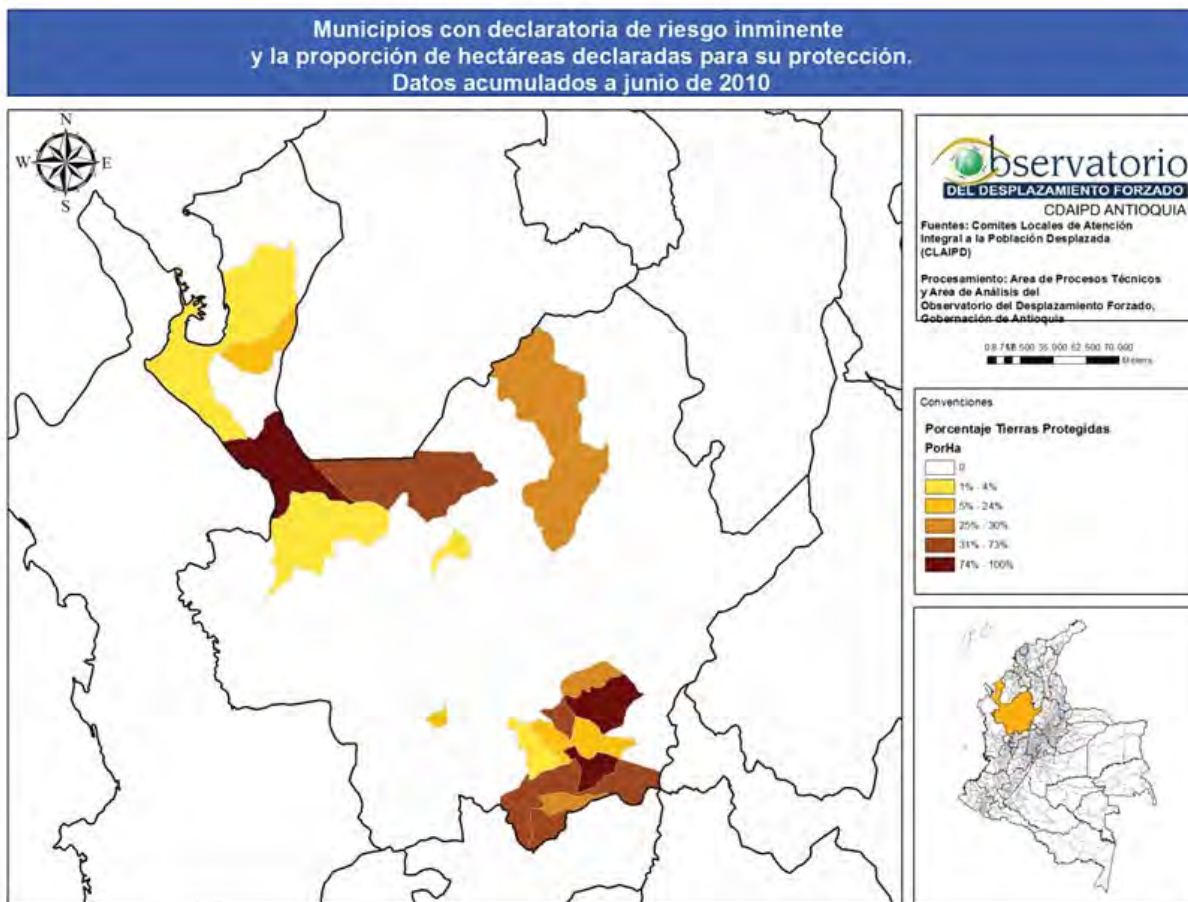 Municipios con declaratoria de riesgo inminente
y la proporción de hectáreas declaradas para su protección.
Datos acumulados a junio de 2010
N
W E
S
Observatorio
DEL DESPLAZAMIENTO FORZADO
CDAIPD ANTIOQUIA
Fuentes: Comites Locales de Atención
Integral a la Población Desplazada
(CLAIPD)
Procesamiento: Area de Procesos Técnicos
y Area de Análisis del
Observatorio del Desplazamiento Forzado,
Gobernación de Antioquia
Convenciones
Porcentaje Tierras Protegidas
PorHa
0
1% - 4%
5% - 24%
25% - 30%
31% - 73%
74% - 100%